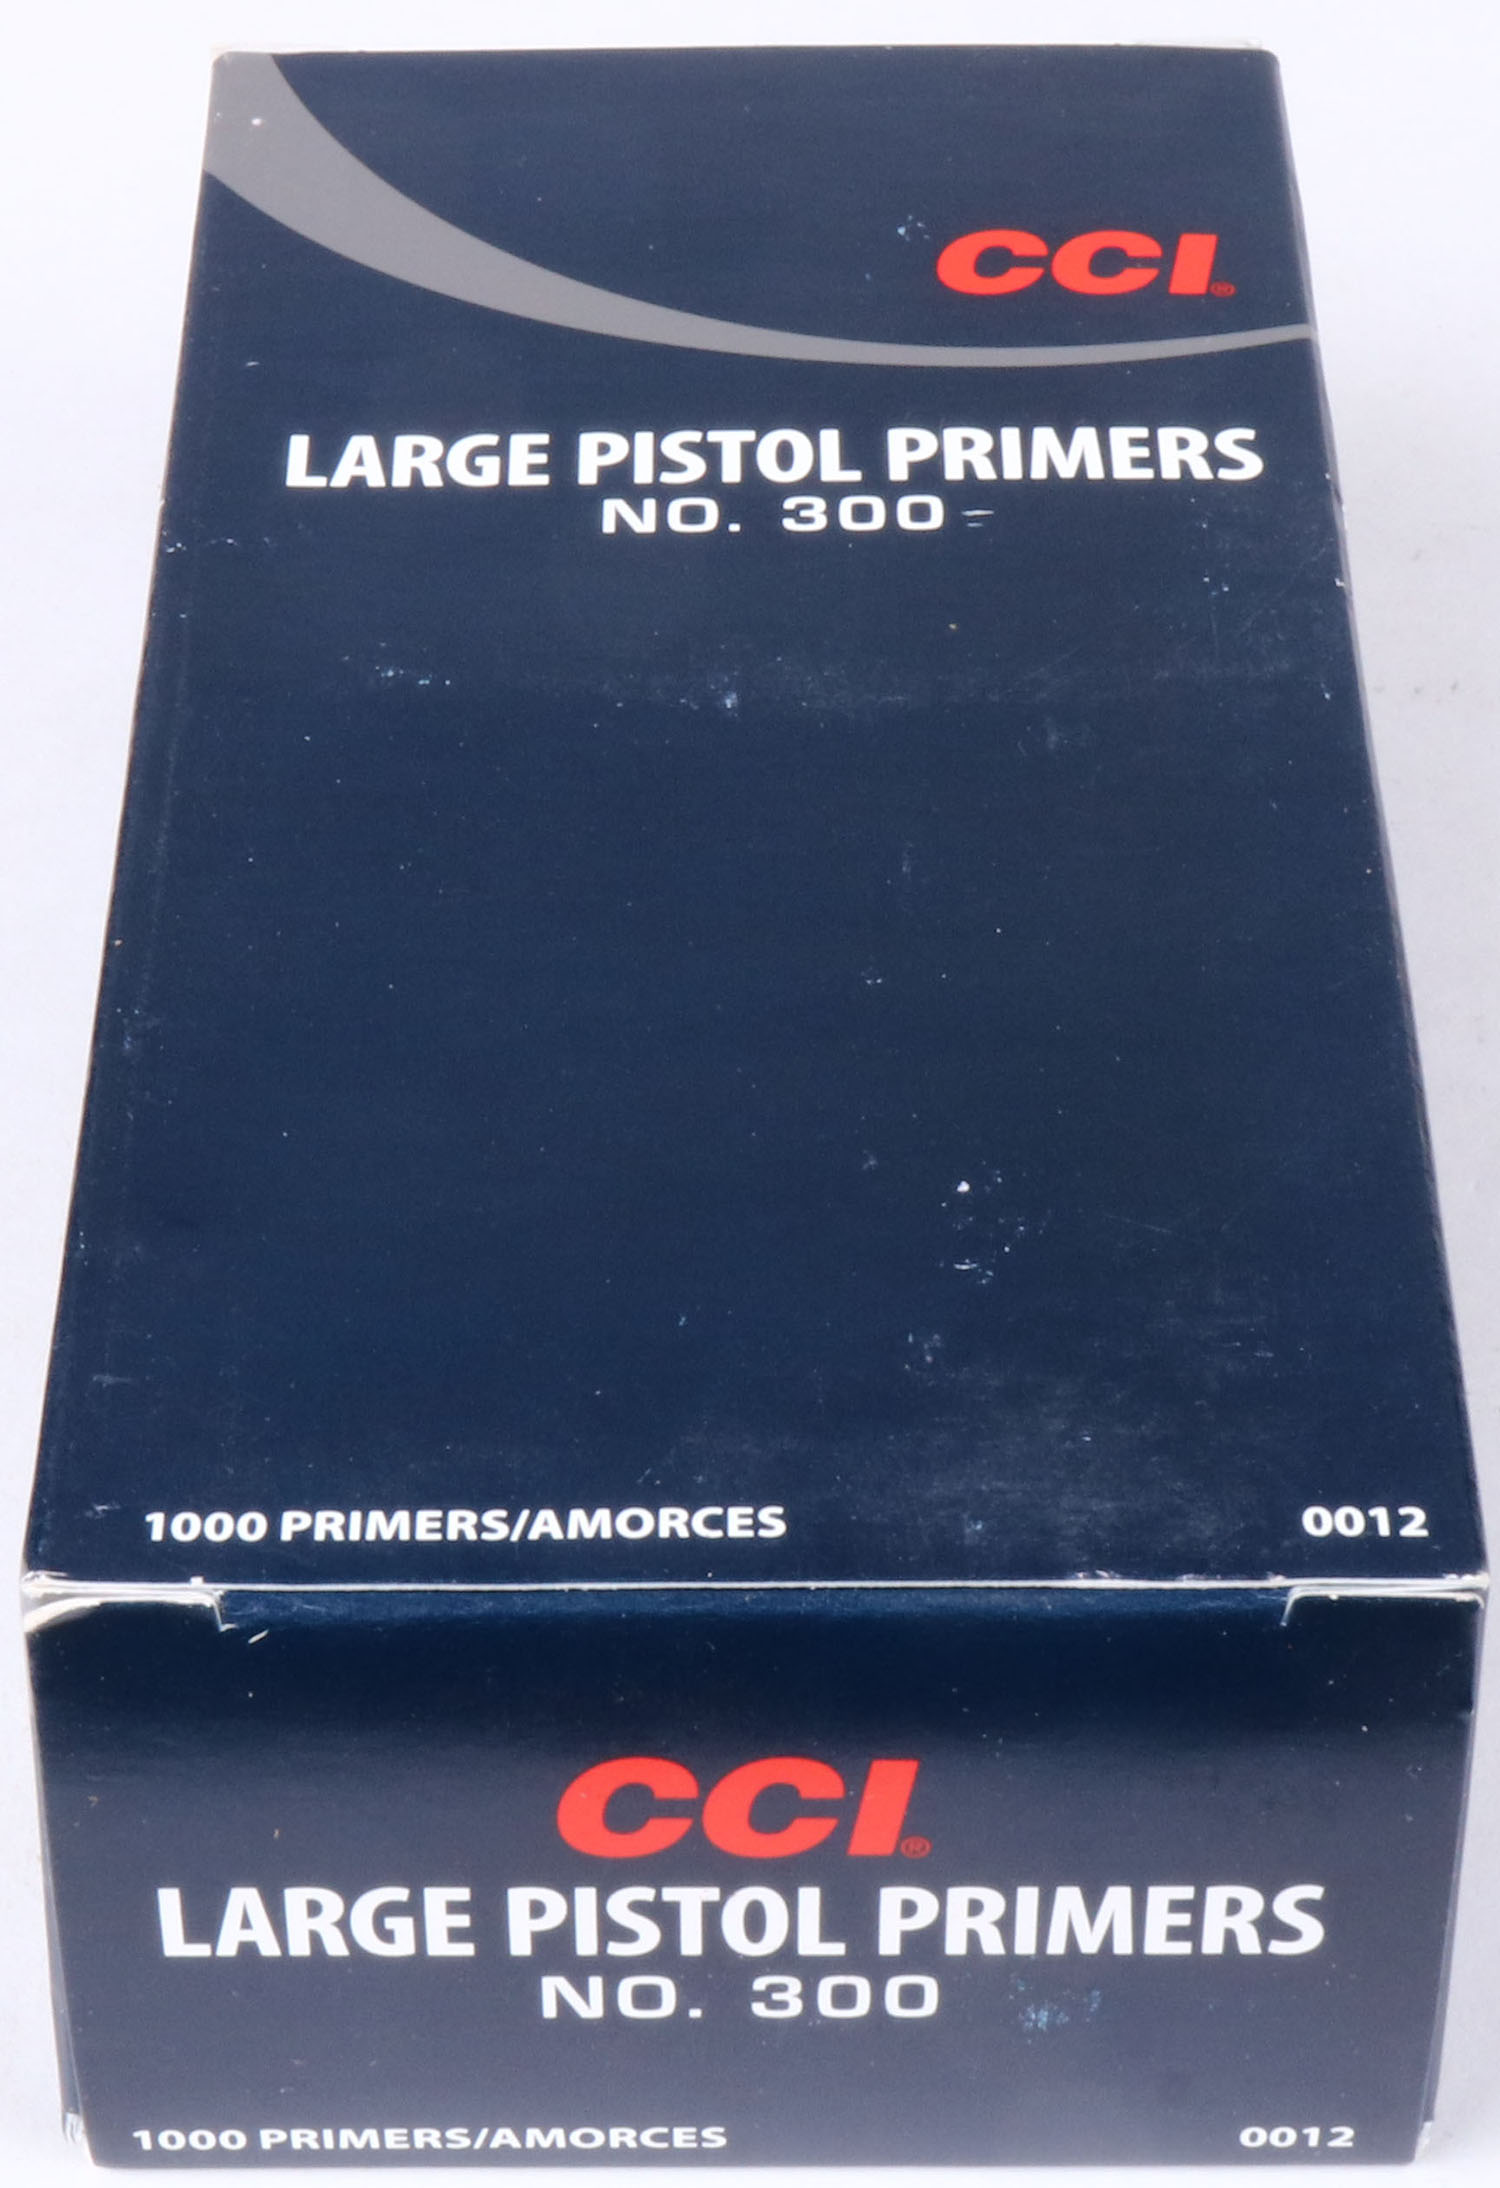 CCI®
LARGE PISTOL PRIMERS
NO. 300
1000 PRIMERS/AMORCES 0012
CCI®
LARGE PISTOL PRIMERS
NO. 300
1000 PRIMERS/AMORCES 0012